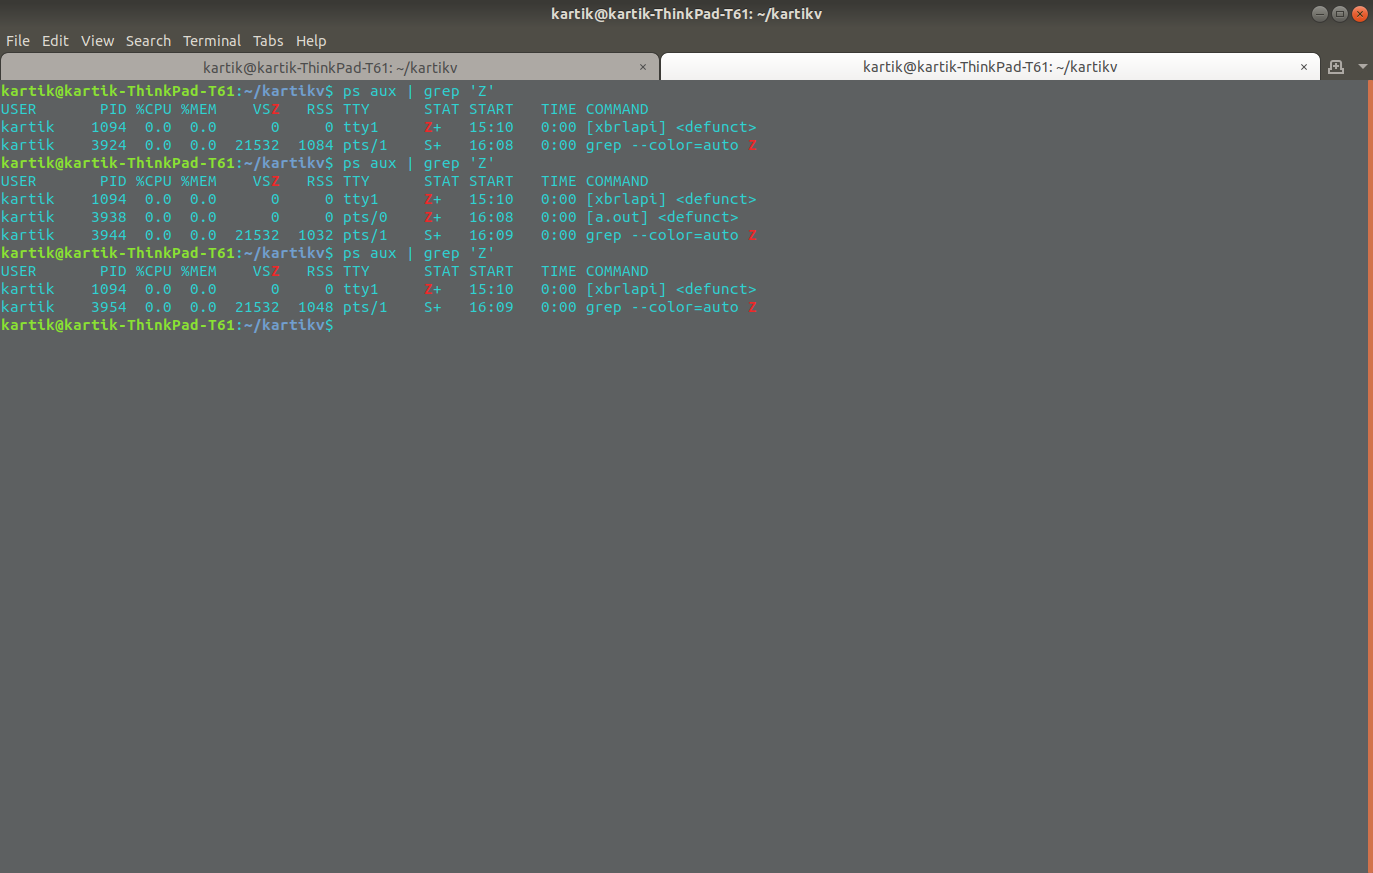 kartik@kartik-ThinkPad-T61: ~/kartikv
File Edit View Search Terminal Tabs Help
kartik@kartik-ThinkPad-T61: ~/kartikv × kartik@kartik-ThinkPad-T61: ~/kartikv ×
kartik@kartik-ThinkPad-T61:~/kartikv$ ps aux | grep 'Z'
USER       PID %CPU %MEM    VSZ   RSS TTY      STAT START   TIME COMMAND
kartik    1094  0.0  0.0      0     0 tty1     Z+   15:10   0:00 [xbrlapi] <defunct>
kartik    3924  0.0  0.0  21532  1084 pts/1    S+   16:08   0:00 grep --color=auto Z
kartik@kartik-ThinkPad-T61:~/kartikv$ ps aux | grep 'Z'
USER       PID %CPU %MEM    VSZ   RSS TTY      STAT START   TIME COMMAND
kartik    1094  0.0  0.0      0     0 tty1     Z+   15:10   0:00 [xbrlapi] <defunct>
kartik    3938  0.0  0.0      0     0 pts/0    Z+   16:08   0:00 [a.out] <defunct>
kartik    3944  0.0  0.0  21532  1032 pts/1    S+   16:09   0:00 grep --color=auto Z
kartik@kartik-ThinkPad-T61:~/kartikv$ ps aux | grep 'Z'
USER       PID %CPU %MEM    VSZ   RSS TTY      STAT START   TIME COMMAND
kartik    1094  0.0  0.0      0     0 tty1     Z+   15:10   0:00 [xbrlapi] <defunct>
kartik    3954  0.0  0.0  21532  1048 pts/1    S+   16:09   0:00 grep --color=auto Z
kartik@kartik-ThinkPad-T61:~/kartikv$